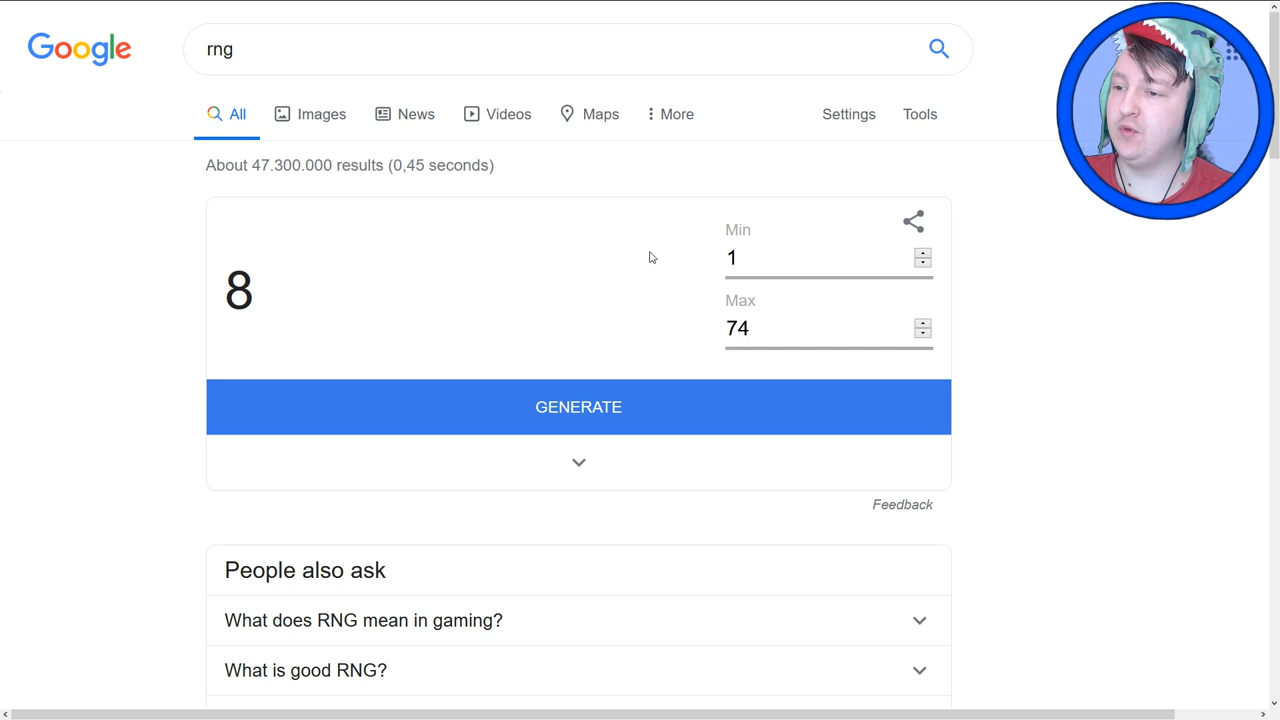 Google
rng
All Images News Videos Maps More Settings Tools
About 47.300.000 results (0,45 seconds)
Min
1
8
Max
74
GENERATE
Feedback
People also ask
What does RNG mean in gaming?
What is good RNG?